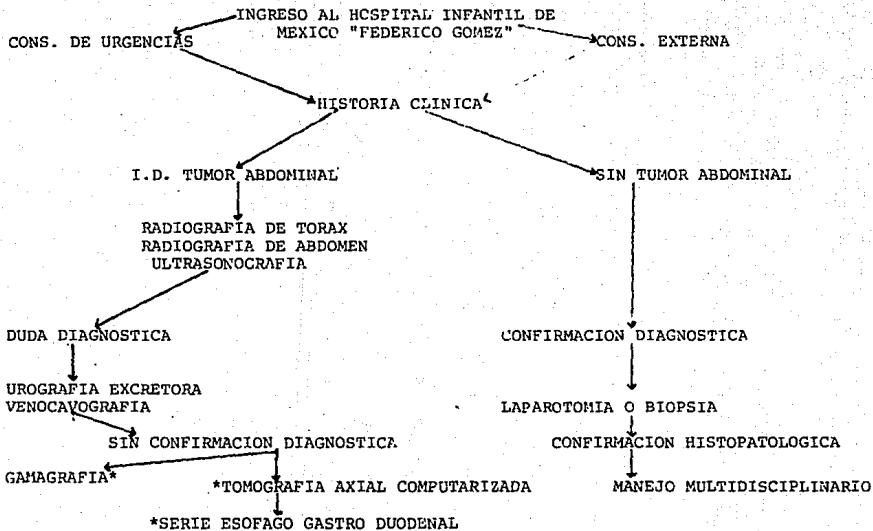 INGRESO AL HOSPITAL INFANTIL DE
MEXICO "FEDERICO GOMEZ"
CONS. DE URGENCIAS
CONS. EXTERNA
HISTORIA CLINICA
I.D. TUMOR ABDOMINAL
SIN TUMOR ABDOMINAL
RADIOGRAFIA DE TORAX
RADIOGRAFIA DE ABDOMEN
ULTRASONOGRAFIA
DUDA DIAGNOSTICA
CONFIRMACION DIAGNOSTICA
UROGRAFIA EXCRETORA
VENOCAVOGRAFIA
LAPAROTOMIA O BIOPSIA
SIN CONFIRMACION DIAGNOSTICA
CONFIRMACION HISTOPATOLOGICA
GAMAGRAFIA*
*TOMOGRAFIA AXIAL COMPUTARIZADA
MANEJO MULTIDISCIPLINARIO
*SERIE ESOFAGO GASTRO DUODENAL